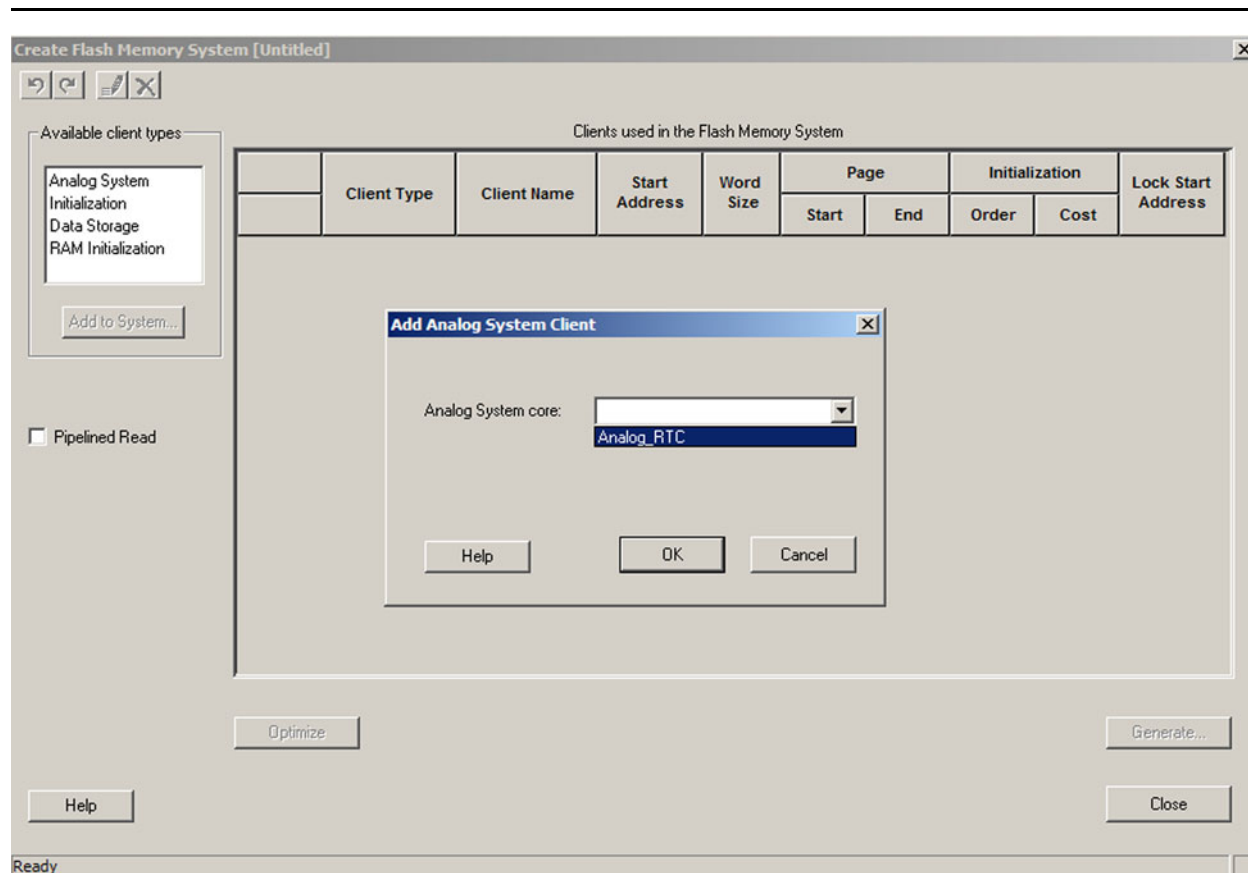 Create Flash Memory System [Untitled]
Available client types
Analog System
Initialization
Data Storage
RAM Initialization
Add to System...
Pipelined Read
Clients used in the Flash Memory System
Client Type
Client Name
Start
Address
Word
Size
Page
Start
End
Initialization
Order
Cost
Lock Start
Address
Add Analog System Client
Analog System core:
Analog_RTC
Help
OK
Cancel
Optimize
Generate...
Help
Close
Ready